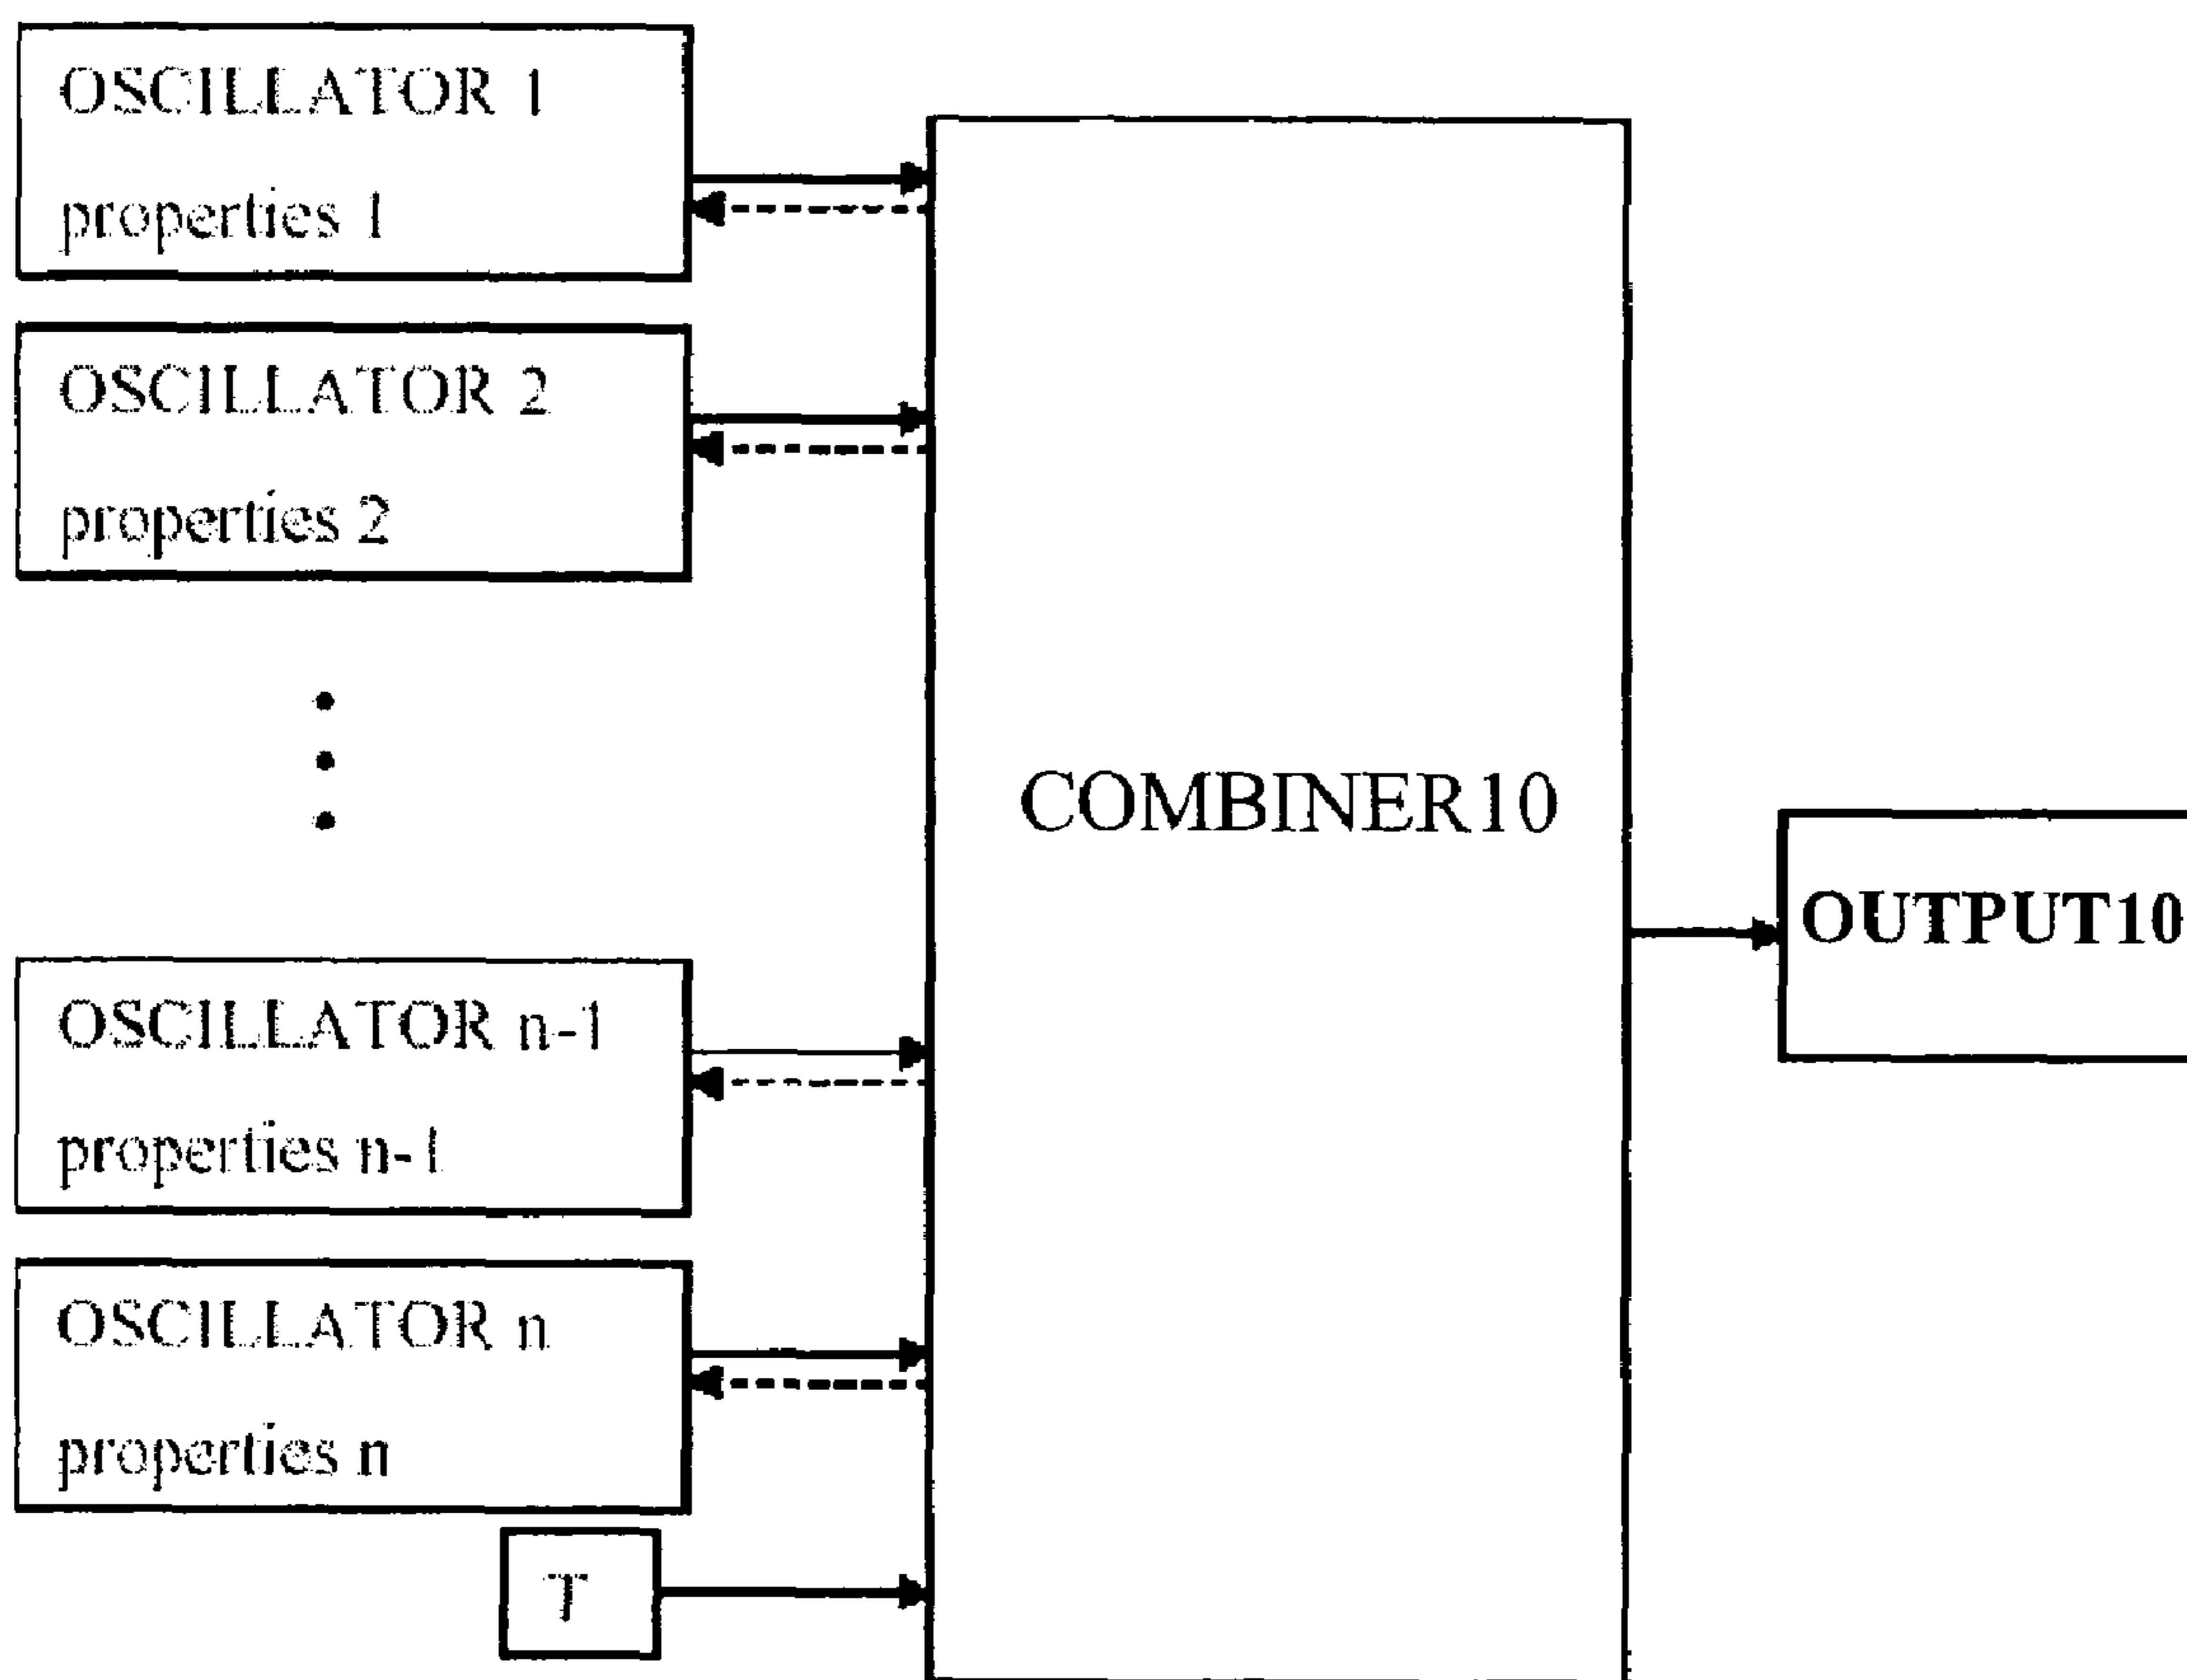 OSCILLATOR 1
properties 1
OSCILLATOR 2
properties 2
OSCILLATOR n-1
properties n-1
OSCILLATOR n
properties n
T
COMBINER10
OUTPUT10